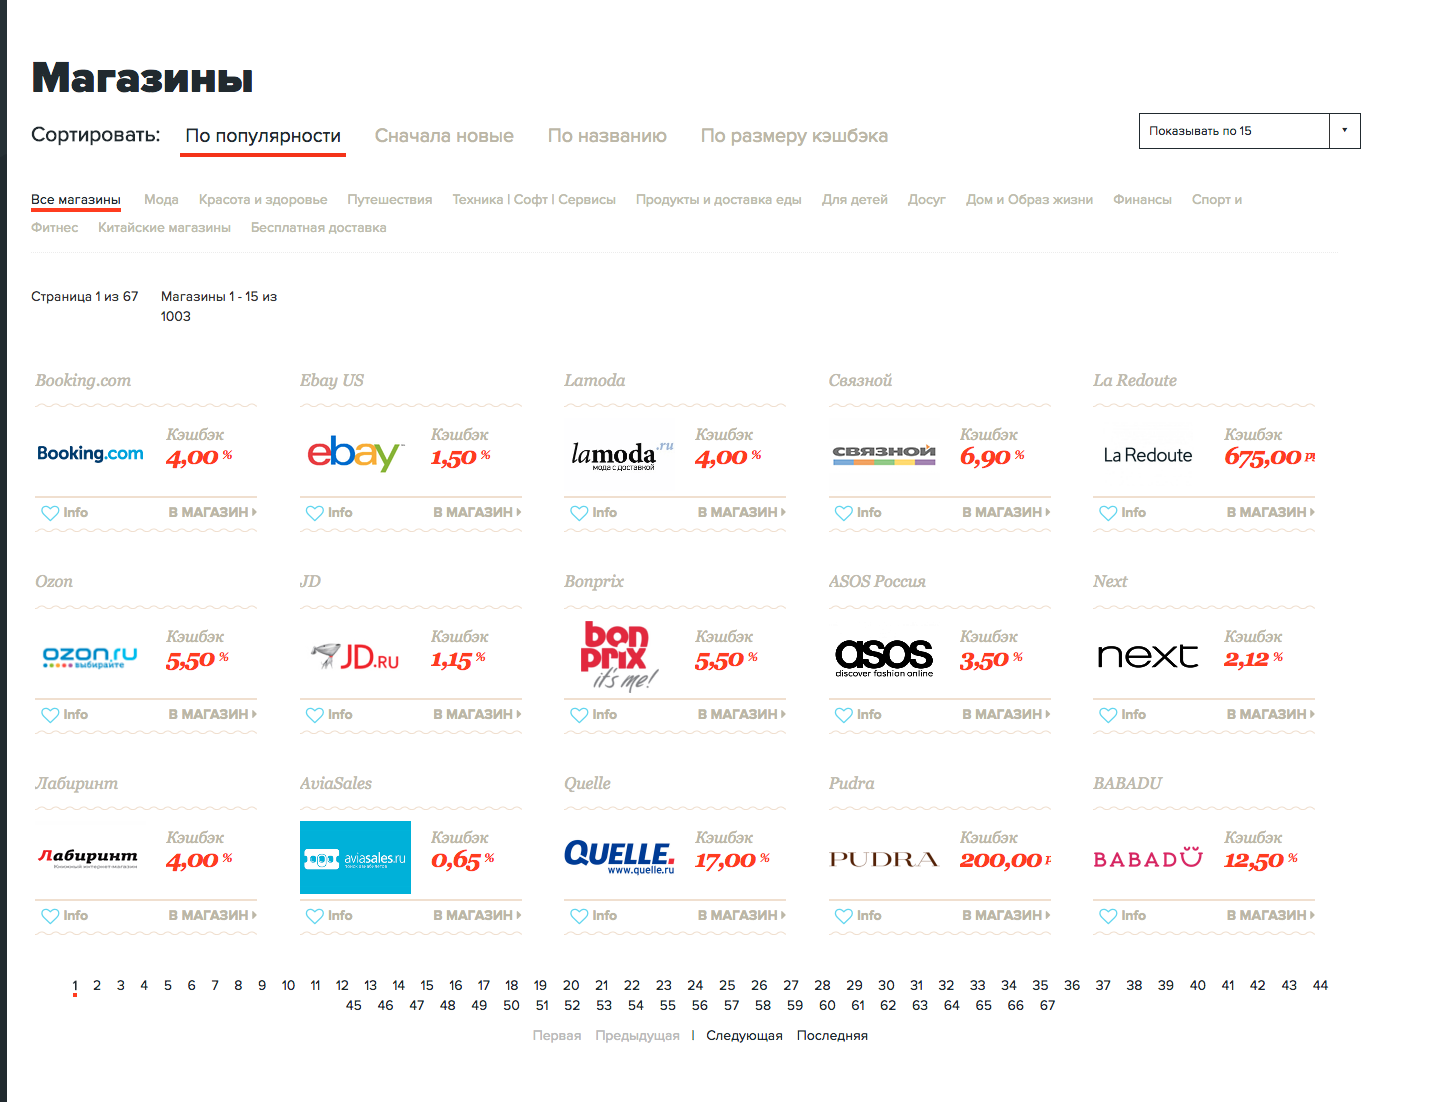 Магазины
Сортировать: По популярности Сначала новые По названию По размеру кэшбэка
Показывать по 15
Все магазины Мода Красота и здоровье Путешествия Техника | Софт | Сервисы Продукты и доставка еды Для детей Досуг Дом и Образ жизни Финансы Спорт и
Фитнес Китайские магазины Бесплатная доставка
Страница 1 из 67 Магазины 1 - 15 из
1003
Booking.com Ebay US Lamoda Связной La Redoute
Кэшбэк Кэшбэк Кэшбэк Кэшбэк Кэшбэк
Booking.com 4,00 % ebay 1,50 % lamoda.ru 4,00 % СВЯЗНОЙ 6,90 % La Redoute 675,00
мода с доставкой
Info В МАГАЗИН Info В МАГАЗИН Info В МАГАЗИН Info В МАГАЗИН Info В МАГАЗИН
Ozon JD Bonprix ASOS Россия Next
Кэшбэк Кэшбэк Кэшбэк Кэшбэк Кэшбэк
ozon.ru 5,50 % JD.RU 1,15 % bon prix 5,50 % asos 3,50 % next 2,12 %
выбирайте it's me! discover fashion online
Info В МАГАЗИН Info В МАГАЗИН Info В МАГАЗИН Info В МАГАЗИН Info В МАГАЗИН
Лабиринт AviaSales Quelle Pudra BABADU
Кэшбэк Кэшбэк Кэшбэк Кэшбэк Кэшбэк
Лабиринт 4,00 % aviasales.ru 0,65 % QUELLE. 17,00 % PUDRA 200,00 BABADU 12,50 %
www.quelle.ru
Info В МАГАЗИН Info В МАГАЗИН Info В МАГАЗИН Info В МАГАЗИН Info В МАГАЗИН
1 2 3 4 5 6 7 8 9 10 11 12 13 14 15 16 17 18 19 20 21 22 23 24 25 26 27 28 29 30 31 32 33 34 35 36 37 38 39 40 41 42 43 44
45 46 47 48 49 50 51 52 53 54 55 56 57 58 59 60 61 62 63 64 65 66 67
Первая Предыдущая | Следующая Последняя